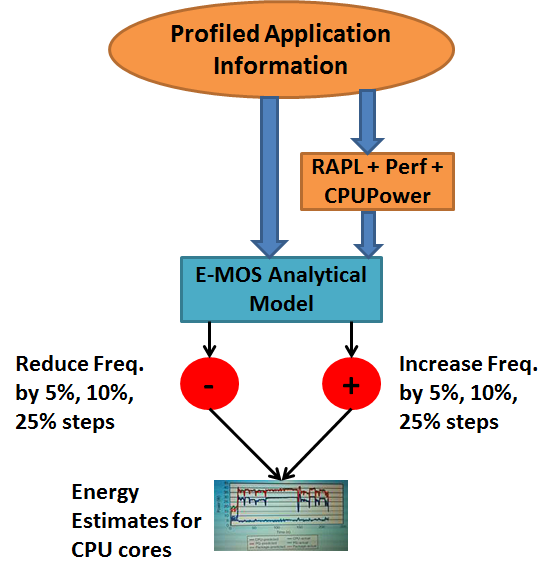 Profiled Application
Information
RAPL + Perf +
CPUPower
E-MOS Analytical
Model
Reduce Freq.
by 5%, 10%,
25% steps
-
+
Increase Freq.
by 5%, 10%,
25% steps
Energy
Estimates for
CPU cores